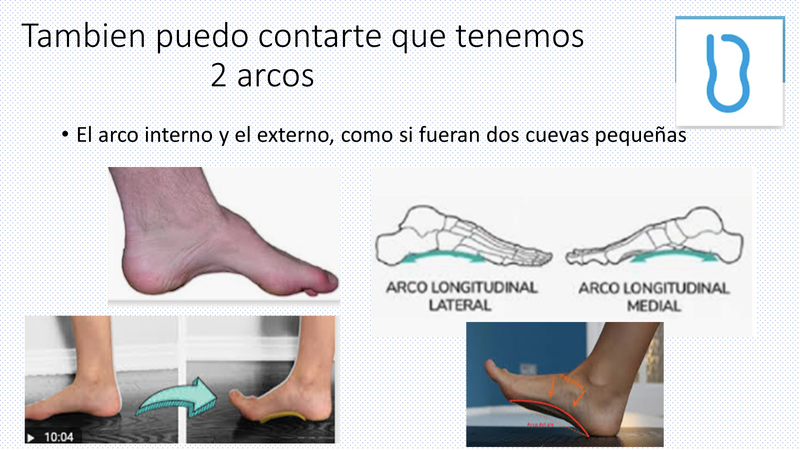 Tambien puedo contarte que tenemos
2 arcos
• El arco interno y el externo, como si fueran dos cuevas pequeñas
ARCO LONGITUDINAL
LATERAL
ARCO LONGITUDINAL
MEDIAL
10:04